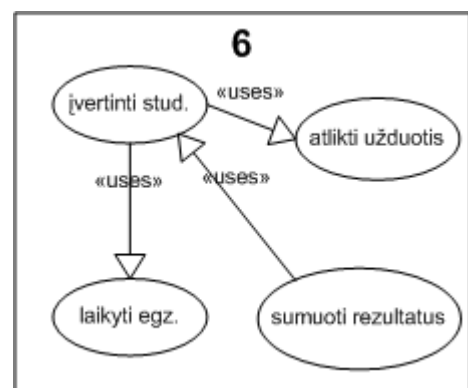 6
įvertinti stud.
«uses»
atlikti užduotis
«uses»
«uses»
laikyti egz.
sumuoti rezultatus